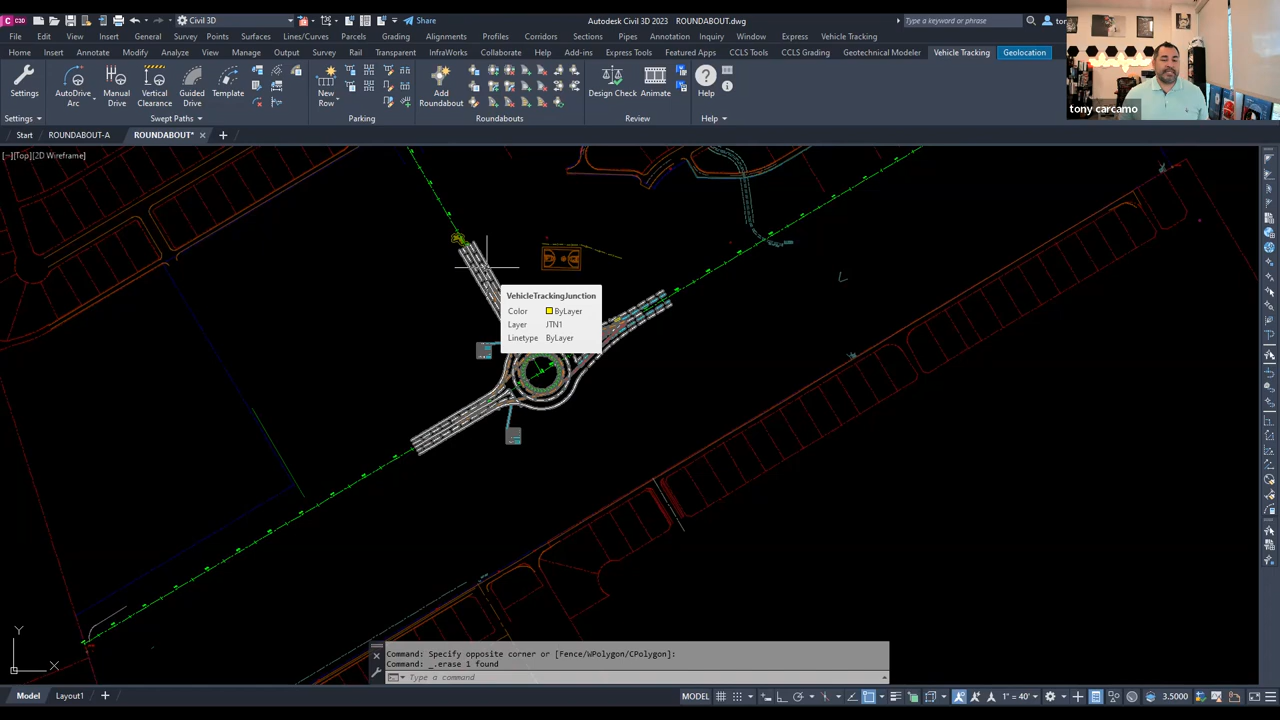 Civil 3D
Share
Autodesk Civil 3D 2023 ROUNDABOUT.dwg
Type a keyword or phrase
File Edit View Insert General Survey Points Surfaces Lines/Curves Parcels Grading Alignments Profiles Corridors Sections Pipes Annotation Inquiry Window Express Vehicle Tracking
Home Insert Annotate Modify Analyze View Manage Output Survey Rail Transparent InfraWorks Collaborate Help Add-ins Express Tools Featured Apps CCLS Tools CCLS Grading Geotechnical Modeler Vehicle Tracking Geolocation
Settings AutoDrive Arc Manual Drive Vertical Clearance Guided Drive Template New Row Add Roundabout Design Check Animate Help
Settings Swept Paths Parking Roundabouts Review Help
tony carcamo
Start ROUNDABOUT-A ROUNDABOUT*
[−][Top][2D Wireframe]
VehicleTrackingJunction
Color ByLayer
Layer JTN1
Linetype ByLayer
Y
X
Command: Specify opposite corner or [Fence/WPolygon/CPolygon]:
Command: _.erase 1 found
Type a command
Model Layout1
MODEL 1" = 40' 3.5000